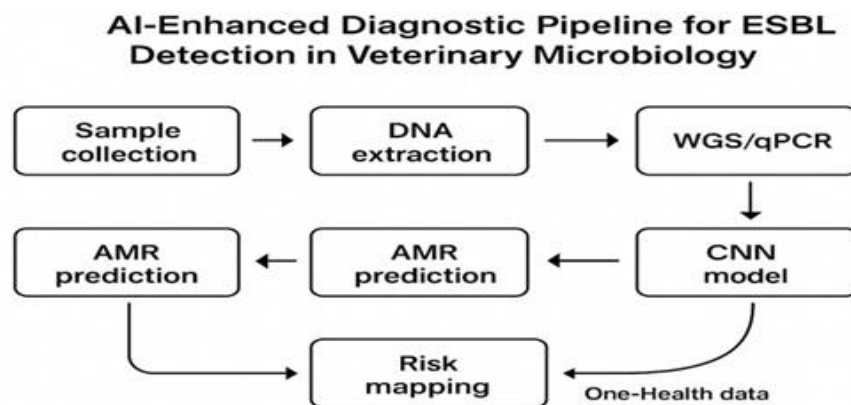 AI-Enhanced Diagnostic Pipeline for ESBL
Detection in Veterinary Microbiology
Sample
collection
DNA
extraction
WGS/qPCR
AMR
prediction
AMR
prediction
CNN
model
Risk
mapping
One-Health data